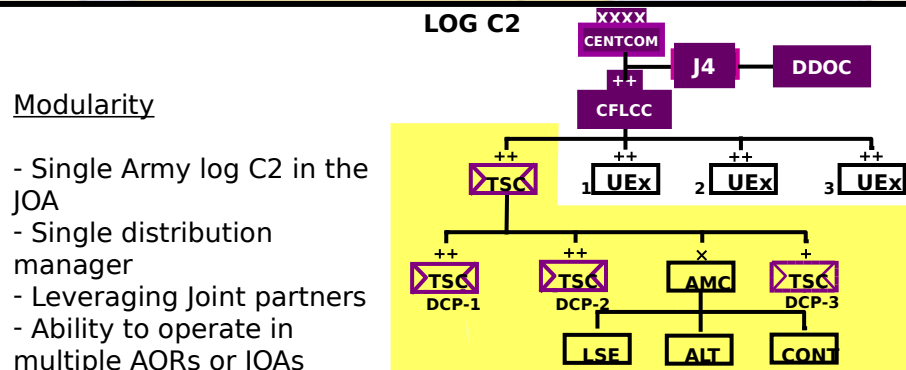 LOG C2
XXXX
CENTCOM
J4
DDOC
++
CFLCC
Modularity
- Single Army log C2 in the
JOA
- Single distribution
manager
- Leveraging Joint partners
- Ability to operate in
multiple AORs or JOAs
++
TSC
++
1 UEx
++
2 UEx
++
3 UEx
++
TSC
DCP-1
++
TSC
DCP-2
×
AMC
+
TSC
DCP-3
LSE
ALT
CONT